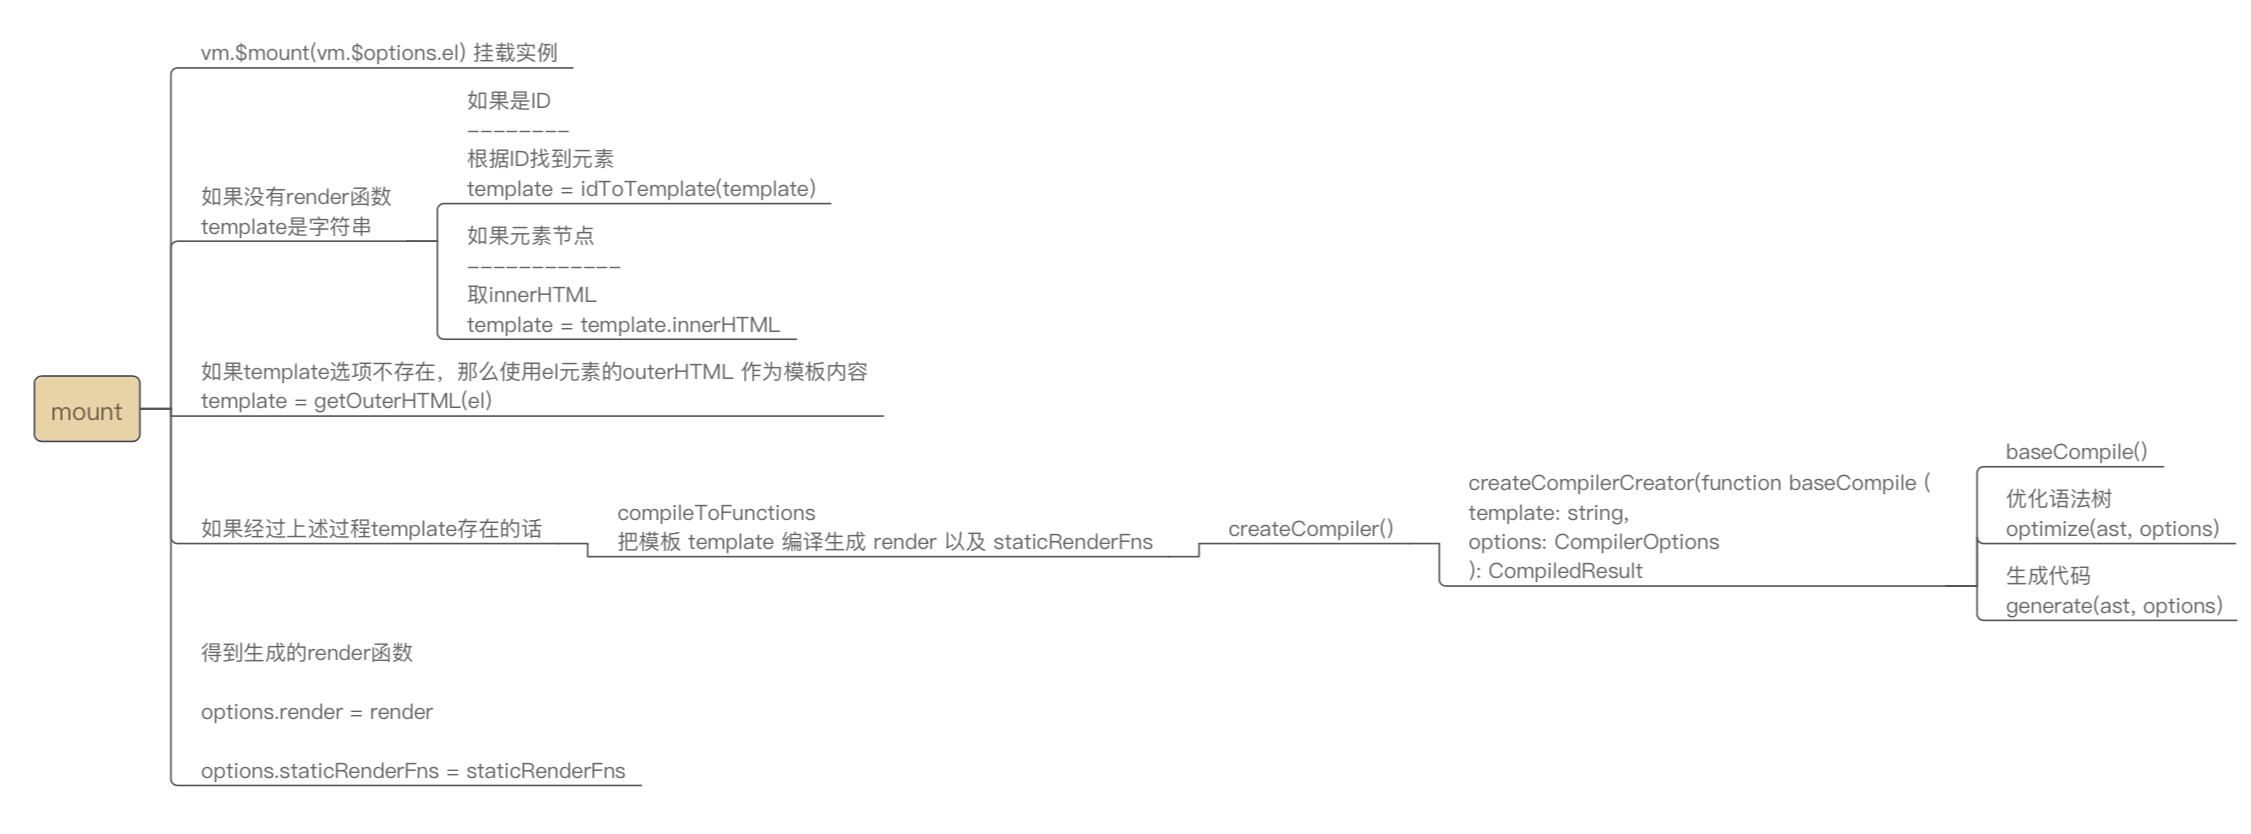 mount
vm.$mount(vm.$options.el) 挂载实例
如果没有render函数
template是字符串
如果是ID
--------
根据ID找到元素
template = idToTemplate(template)
如果元素节点
------------
取innerHTML
template = template.innerHTML
如果template选项不存在，那么使用el元素的outerHTML 作为模板内容
template = getOuterHTML(el)
如果经过上述过程template存在的话
compileToFunctions
把模板 template 编译生成 render 以及 staticRenderFns
createCompiler()
createCompilerCreator(function baseCompile (
template: string,
options: CompilerOptions
): CompiledResult
baseCompile()
优化语法树
optimize(ast, options)
生成代码
generate(ast, options)
得到生成的render函数
options.render = render
options.staticRenderFns = staticRenderFns